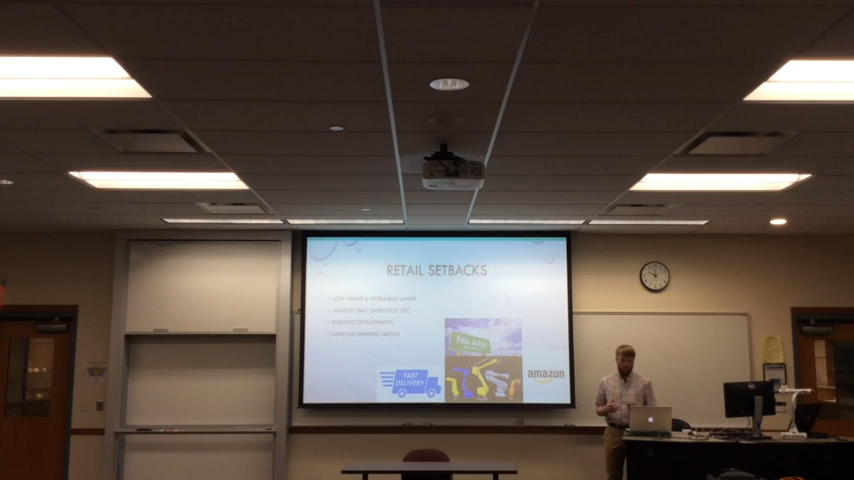 RETAIL SETBACKS
• LOW WAGES & INCREASING LAYOFF
• AMAZON, EBAY, OVERSTOCK, ETC.
• ROBOTICS DEVELOPMENTS
• IMPROVED SHIPPING TACTICS
No Jobs
FAST
DELIVERY
amazon